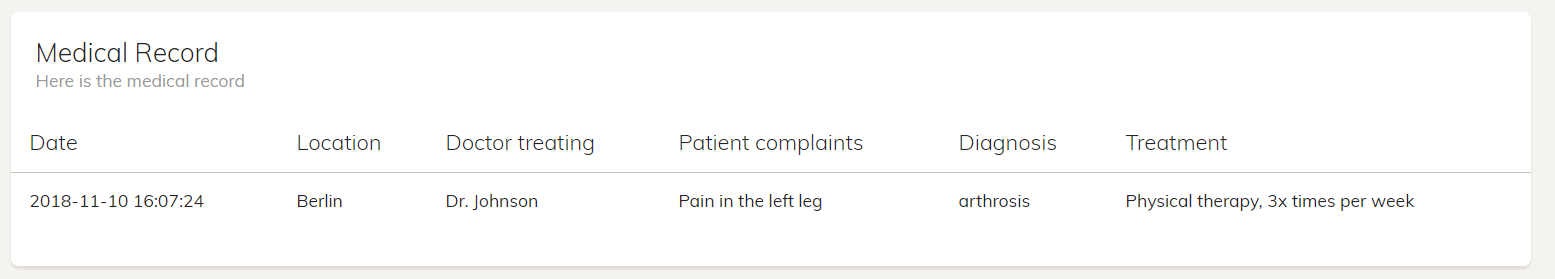 Medical Record
Here is the medical record
Date Location Doctor treating Patient complaints Diagnosis Treatment
2018-11-10 16:07:24 Berlin Dr. Johnson Pain in the left leg arthrosis Physical therapy, 3x times per week